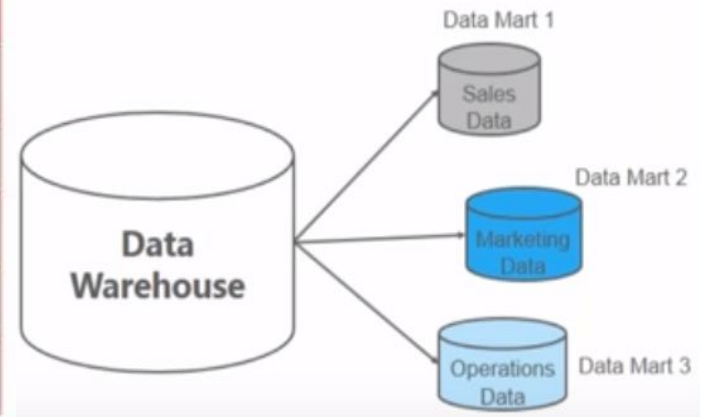 Data Mart 1
Sales
Data
Data Mart 2
Marketing
Data
Data
Warehouse
Operations
Data
Data Mart 3